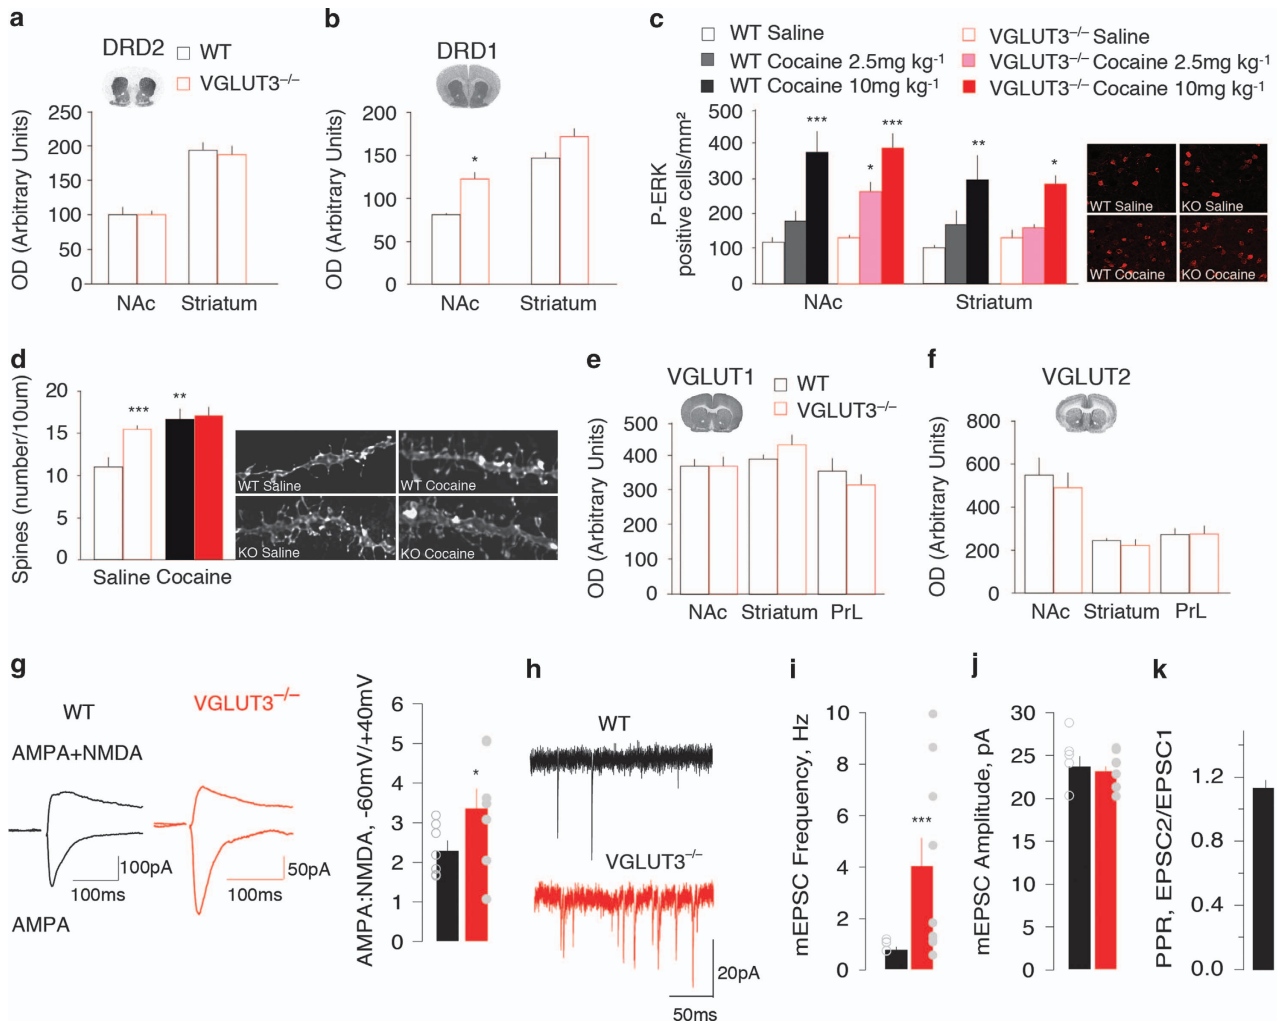 a
DRD2
WT
VGLUT3–/–
OD (Arbitrary Units)
250
200
150
100
50
0
NAc
Striatum
b
DRD1
OD (Arbitrary Units)
200
150
100
50
0
*
NAc
Striatum
c
WT Saline
WT Cocaine 2.5mg kg-1
WT Cocaine 10mg kg-1
VGLUT3–/– Saline
VGLUT3–/– Cocaine 2.5mg kg-1
VGLUT3–/– Cocaine 10mg kg-1
P-ERK
positive cells/mm²
500
400
300
200
100
0
***
*
***
**
*
NAc
Striatum
WT Saline
KO Saline
WT Cocaine
KO Cocaine
d
Spines (number/10um)
20
15
10
5
0
***
**
Saline Cocaine
WT Saline
WT Cocaine
KO Saline
KO Cocaine
e
VGLUT1
WT
VGLUT3–/–
OD (Arbitrary Units)
500
400
300
200
100
0
NAc
Striatum
PrL
f
VGLUT2
OD (Arbitrary Units)
800
600
400
200
0
NAc
Striatum
PrL
g
WT
VGLUT3–/–
AMPA+NMDA
100pA
100ms
50pA
100ms
AMPA
AMPA:NMDA, -60mV/+40mV
6
5
4
3
2
1
0
*
h
WT
VGLUT3–/–
20pA
50ms
i
mEPSC Frequency, Hz
10
8
6
4
2
0
***
j
mEPSC Amplitude, pA
30
25
20
15
10
5
0
k
PPR, EPSC2/EPSC1
1.2
0.8
0.4
0.0